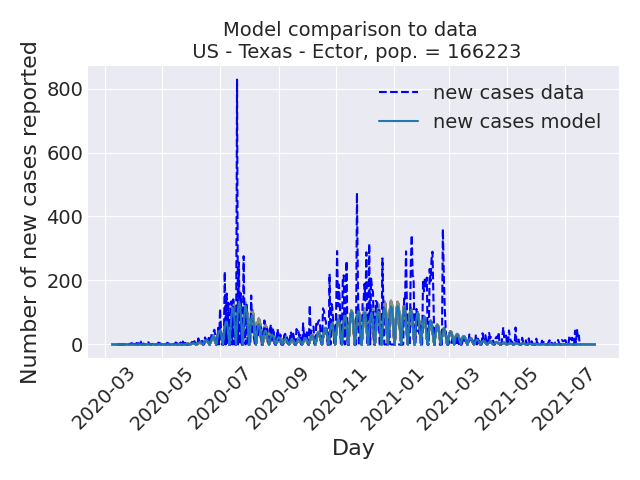 Model comparison to data
US - Texas - Ector, pop. = 166223
Number of new cases reported
800
600
400
200
0
new cases data
new cases model
2020-03
2020-05
2020-07
2020-09
2020-11
2021-01
2021-03
2021-05
2021-07
Day